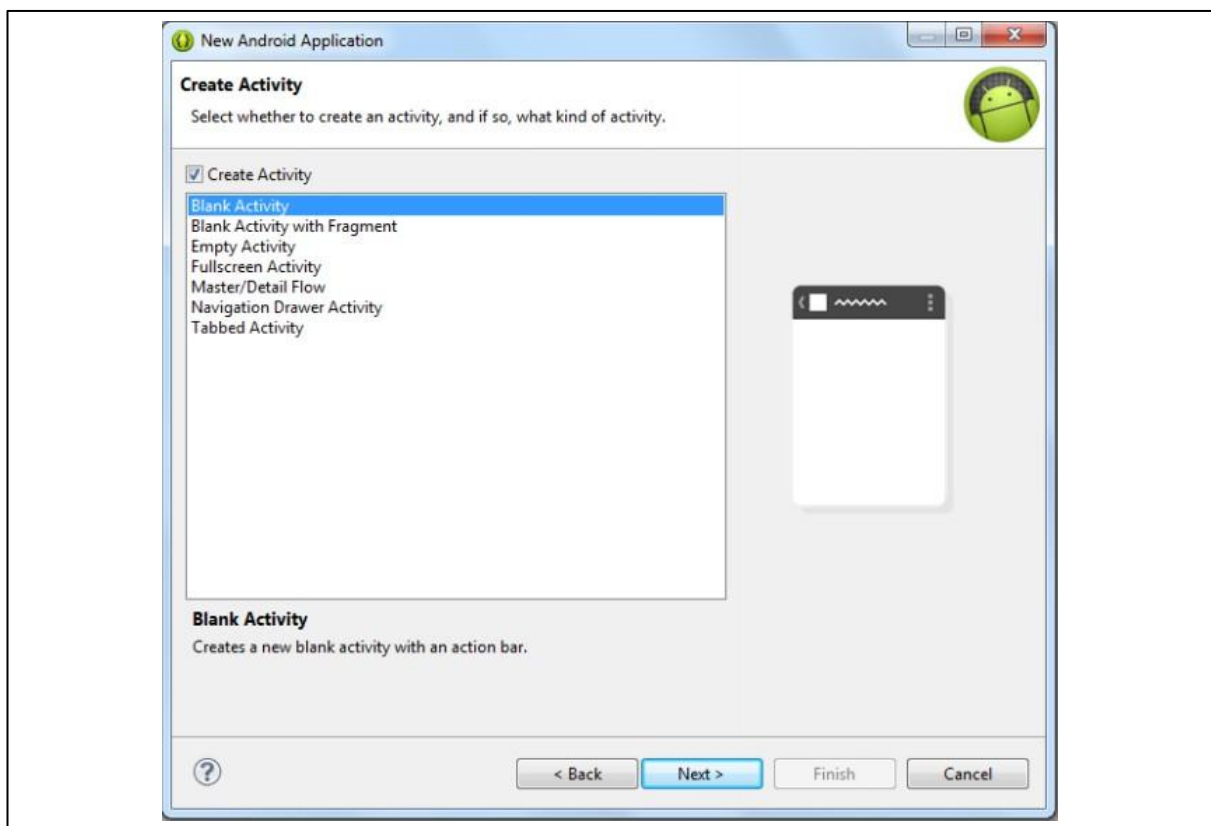 New Android Application
Create Activity
Select whether to create an activity, and if so, what kind of activity.
Create Activity
Blank Activity
Blank Activity with Fragment
Empty Activity
Fullscreen Activity
Master/Detail Flow
Navigation Drawer Activity
Tabbed Activity
Blank Activity
Creates a new blank activity with an action bar.
< Back Next > Finish Cancel